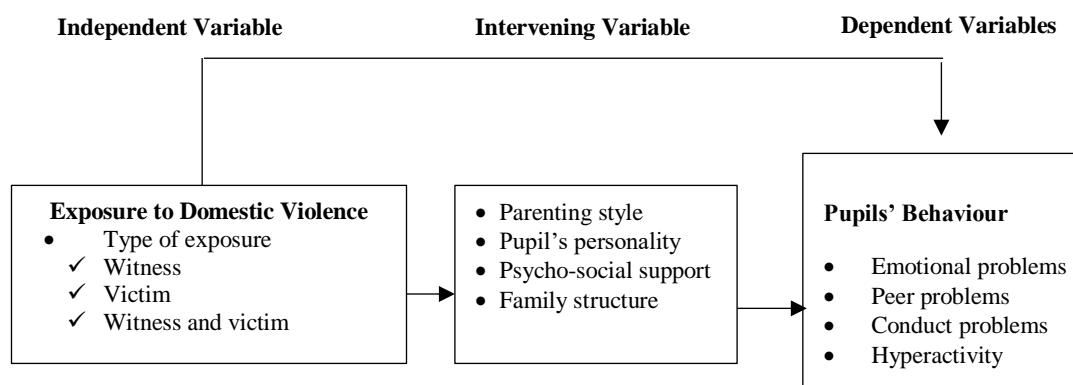 Independent Variable
Intervening Variable
Dependent Variables
Exposure to Domestic Violence
• Type of exposure
✓ Witness
✓ Victim
✓ Witness and victim
• Parenting style
• Pupil's personality
• Psycho-social support
• Family structure
Pupils' Behaviour
• Emotional problems
• Peer problems
• Conduct problems
• Hyperactivity